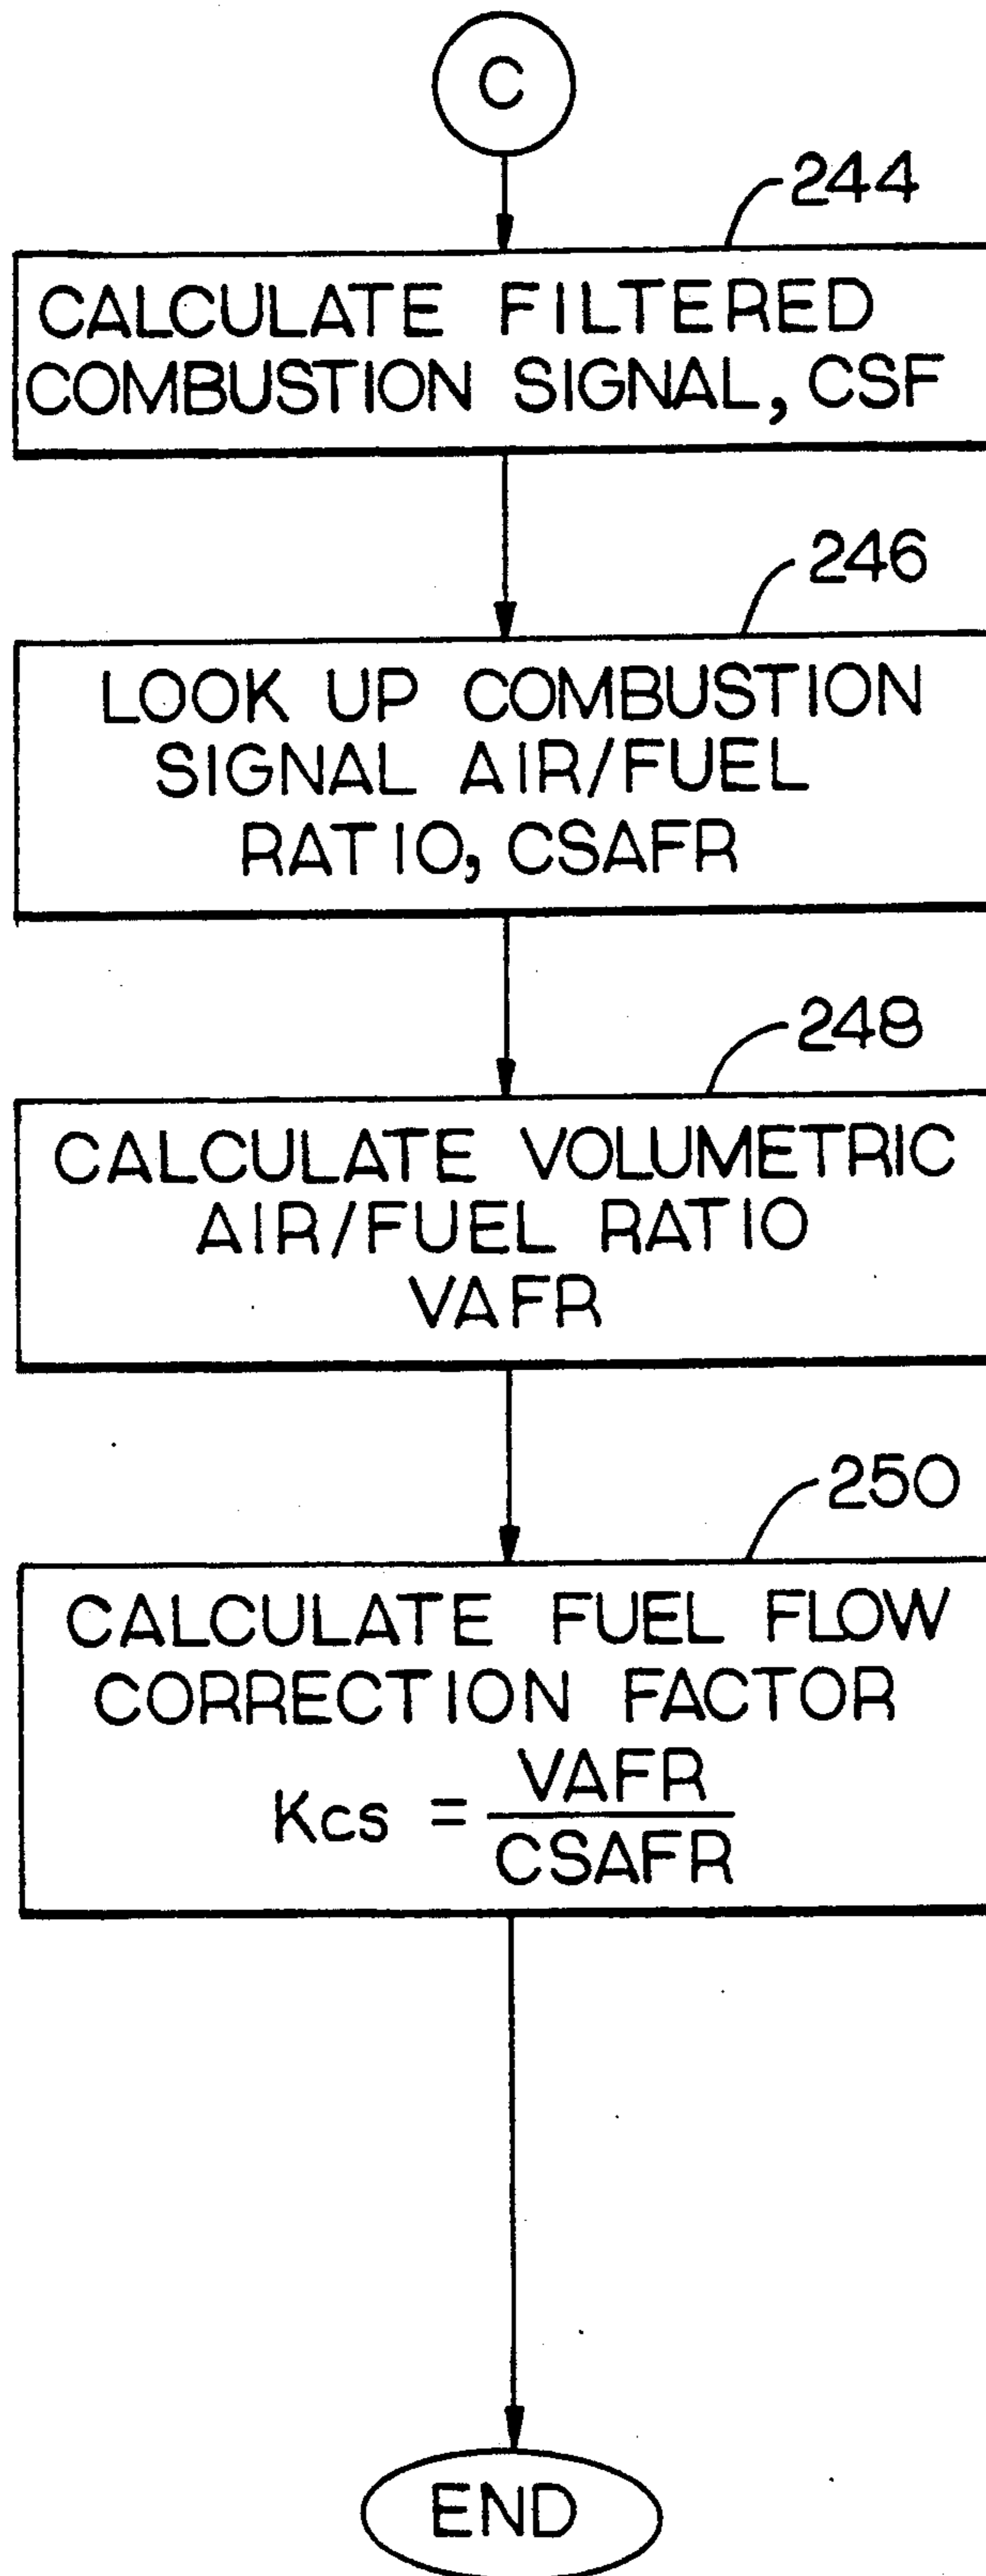 C
244
CALCULATE FILTERED
COMBUSTION SIGNAL, CSF
246
LOOK UP COMBUSTION
SIGNAL AIR/FUEL
RATIO, CSAFR
248
CALCULATE VOLUMETRIC
AIR/FUEL RATIO
VAFR
250
CALCULATE FUEL FLOW
CORRECTION FACTOR
Kcs = VAFR
CSAFR
END